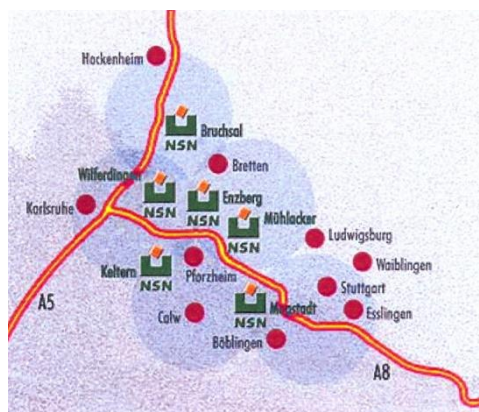 Hockenheim
Bruchsal
NSN
Bretten
Wilferdingen
NSN
Enzberg
NSN
Karlsruhe
Mühlacker
NSN
Ludwigsburg
Keltern
NSN
Pforzheim
Waiblingen
Stuttgart
A5
Calw
Magstadt
NSN
Esslingen
Böblingen
A8